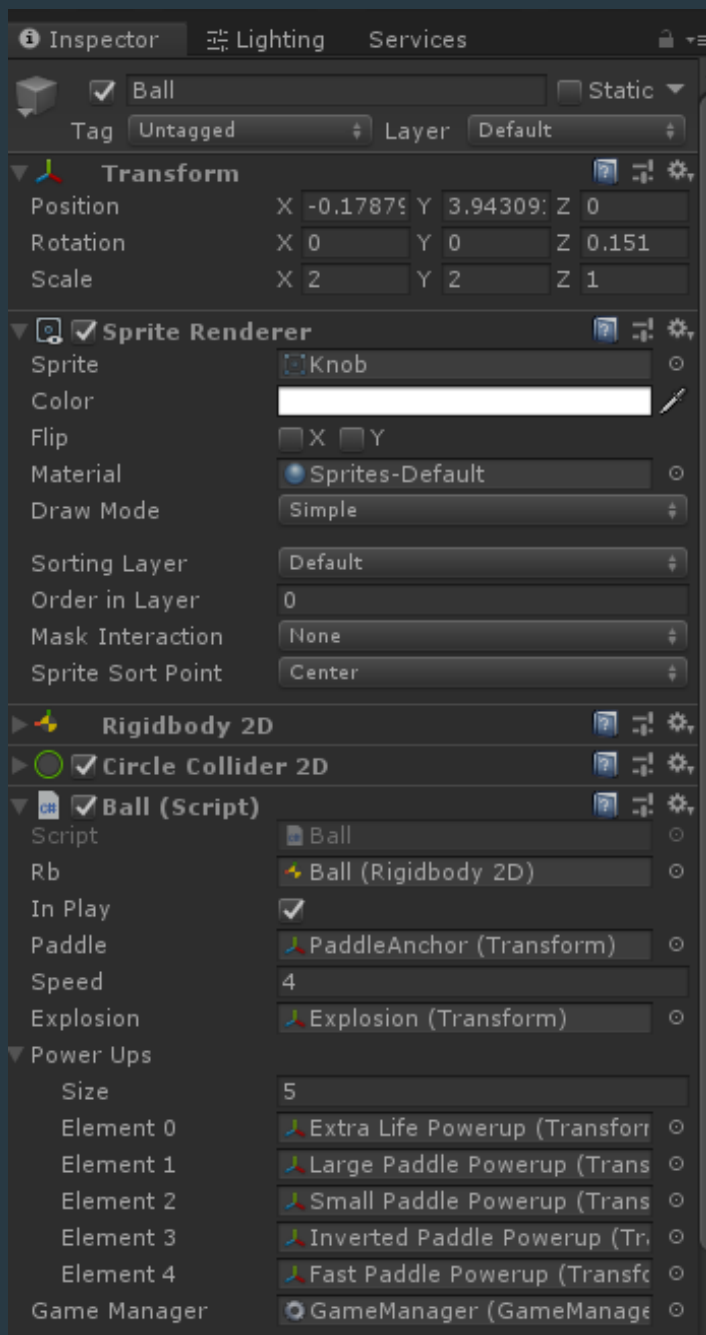 Inspector Lighting Services
Ball Static
Tag Untagged Layer Default
Transform
Position X -0.17879 Y 3.94309 Z 0
Rotation X 0 Y 0 Z 0.151
Scale X 2 Y 2 Z 1
Sprite Renderer
Sprite Knob
Color
Flip X Y
Material Sprites-Default
Draw Mode Simple
Sorting Layer Default
Order in Layer 0
Mask Interaction None
Sprite Sort Point Center
Rigidbody 2D
Circle Collider 2D
c# Ball (Script)
Script Ball
Rb Ball (Rigidbody 2D)
In Play
Paddle PaddleAnchor (Transform)
Speed 4
Explosion Explosion (Transform)
Power Ups
Size 5
Element 0 Extra Life Powerup (Transfor
Element 1 Large Paddle Powerup (Trans
Element 2 Small Paddle Powerup (Trans
Element 3 Inverted Paddle Powerup (Tr
Element 4 Fast Paddle Powerup (Transf
Game Manager GameManager (GameManage